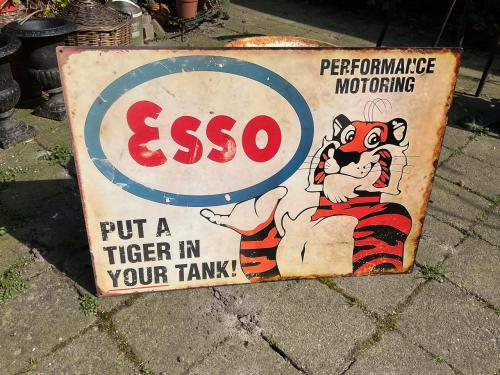 PERFORMANCE
MOTORING
Esso
PUT A
TIGER IN
YOUR TANK!